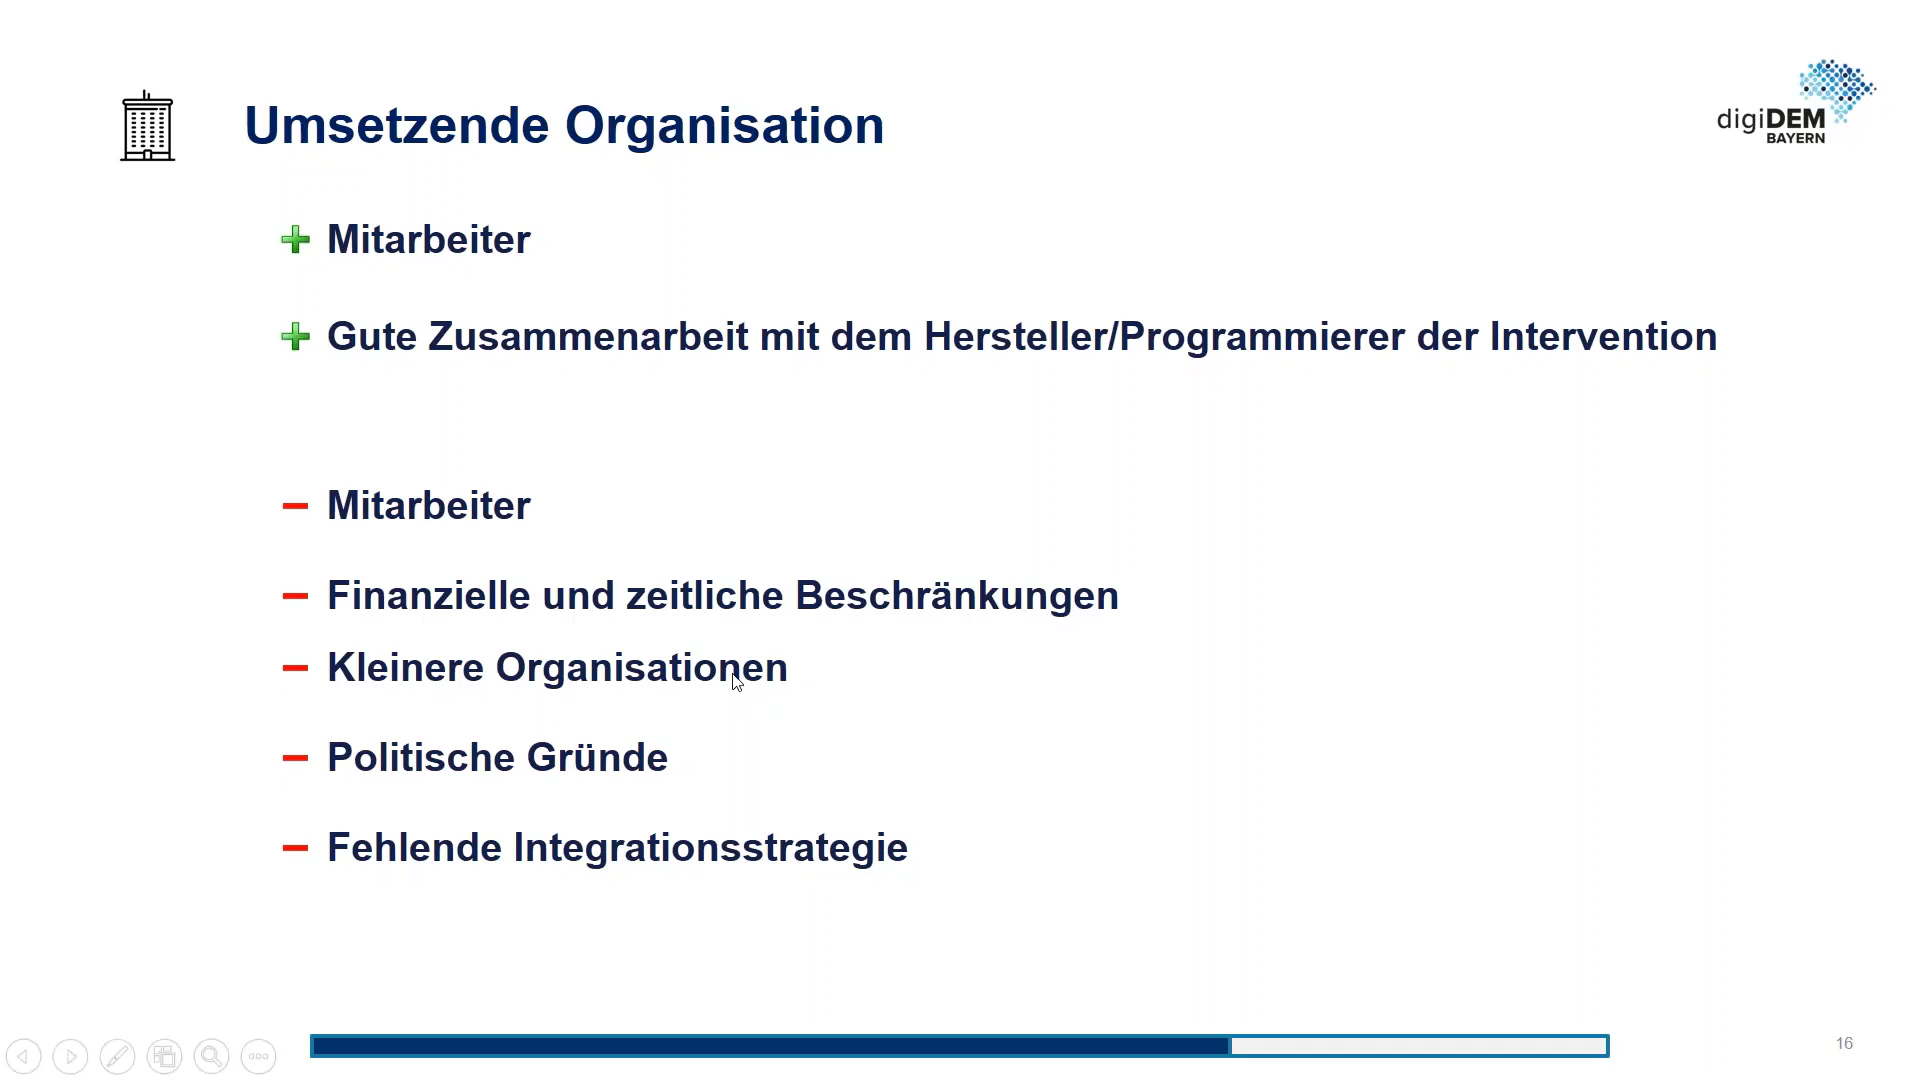 Umsetzende Organisation
digiDEM
BAYERN
Mitarbeiter
Gute Zusammenarbeit mit dem Hersteller/Programmierer der Intervention
Mitarbeiter
Finanzielle und zeitliche Beschränkungen
Kleinere Organisationen
Politische Gründe
Fehlende Integrationsstrategie
16